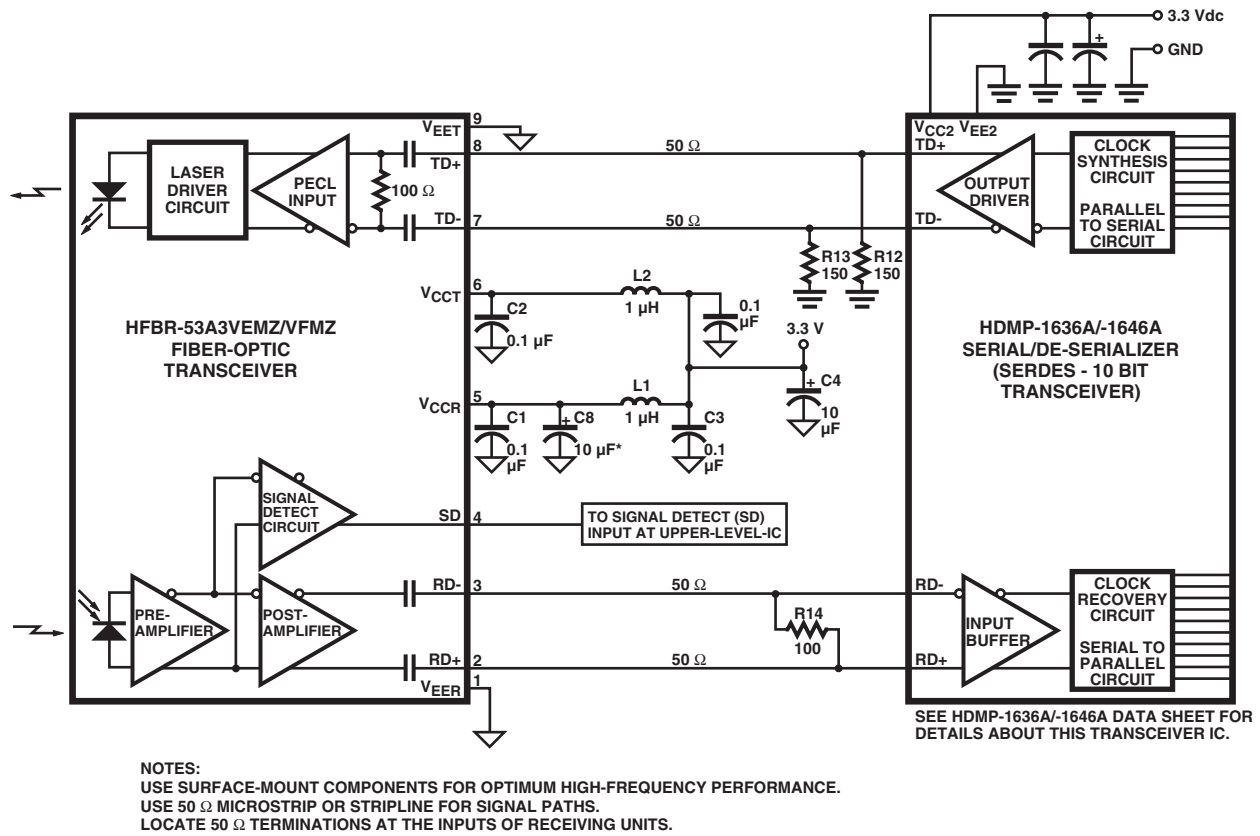 3.3 Vdc
GND
VCC2 VEE2
VEET
9
8
TD+
50 Ω
TD+
LASER
DRIVER
CIRCUIT
PECL
INPUT
100 Ω
TD-
7
50 Ω
TD-
OUTPUT
DRIVER
CLOCK
SYNTHESIS
CIRCUIT
PARALLEL
TO SERIAL
CIRCUIT
R13
150
R12
150
VCCT
6
C2
0.1 µF
L2
1 µH
0.1
µF
3.3 V
HFBR-53A3VEMZ/VFMZ
FIBER-OPTIC
TRANSCEIVER
HDMP-1636A/-1646A
SERIAL/DE-SERIALIZER
(SERDES - 10 BIT
TRANSCEIVER)
VCCR
5
C1
0.1
µF
+
C8
10 µF*
L1
1 µH
C3
0.1
µF
+
C4
10
µF
+
SIGNAL
DETECT
CIRCUIT
SD
4
TO SIGNAL DETECT (SD)
INPUT AT UPPER-LEVEL-IC
PRE-
AMPLIFIER
POST-
AMPLIFIER
RD-
3
50 Ω
RD-
R14
100
INPUT
BUFFER
CLOCK
RECOVERY
CIRCUIT
SERIAL TO
PARALLEL
CIRCUIT
RD+
2
50 Ω
RD+
VEER
1
SEE HDMP-1636A/-1646A DATA SHEET FOR
DETAILS ABOUT THIS TRANSCEIVER IC.
NOTES:
USE SURFACE-MOUNT COMPONENTS FOR OPTIMUM HIGH-FREQUENCY PERFORMANCE.
USE 50 Ω MICROSTRIP OR STRIPLINE FOR SIGNAL PATHS.
LOCATE 50 Ω TERMINATIONS AT THE INPUTS OF RECEIVING UNITS.